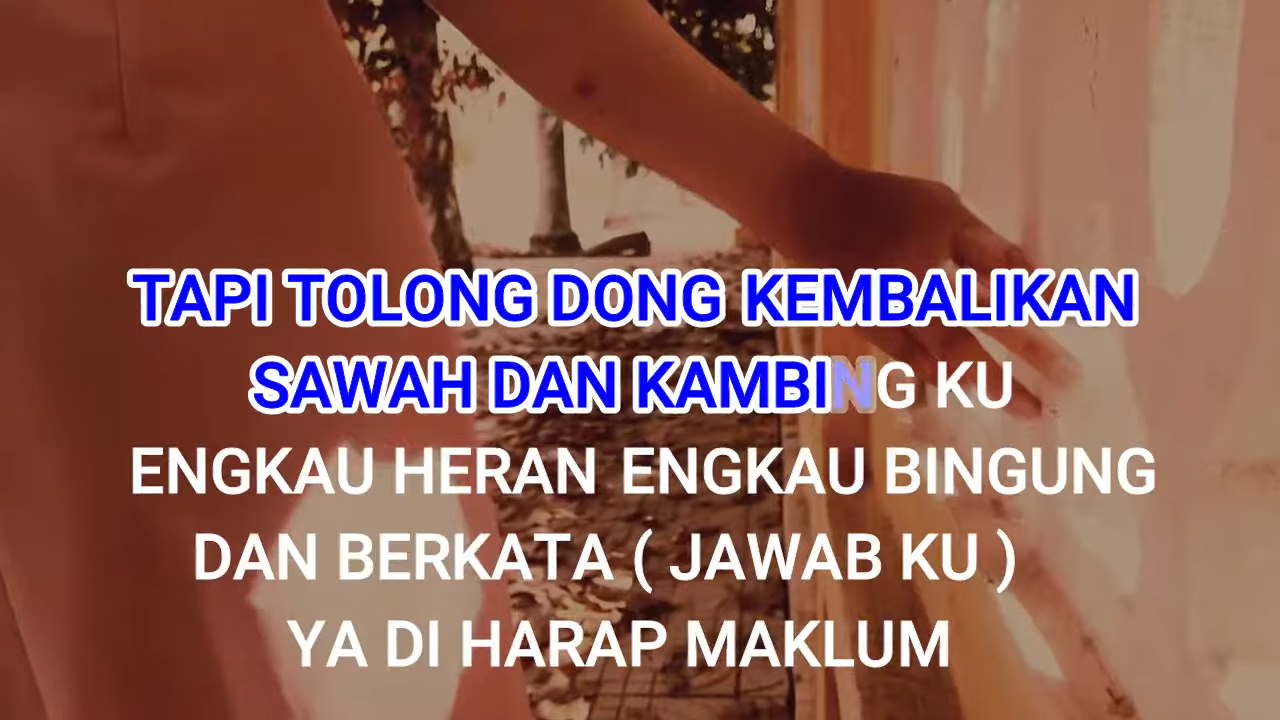 TAPI TOLONG DONG KEMBALIKAN
SAWAH DAN KAMBING KU
ENGKAU HERAN ENGKAU BINGUNG
DAN BERKATA ( JAWAB KU )
YA DI HARAP MAKLUM